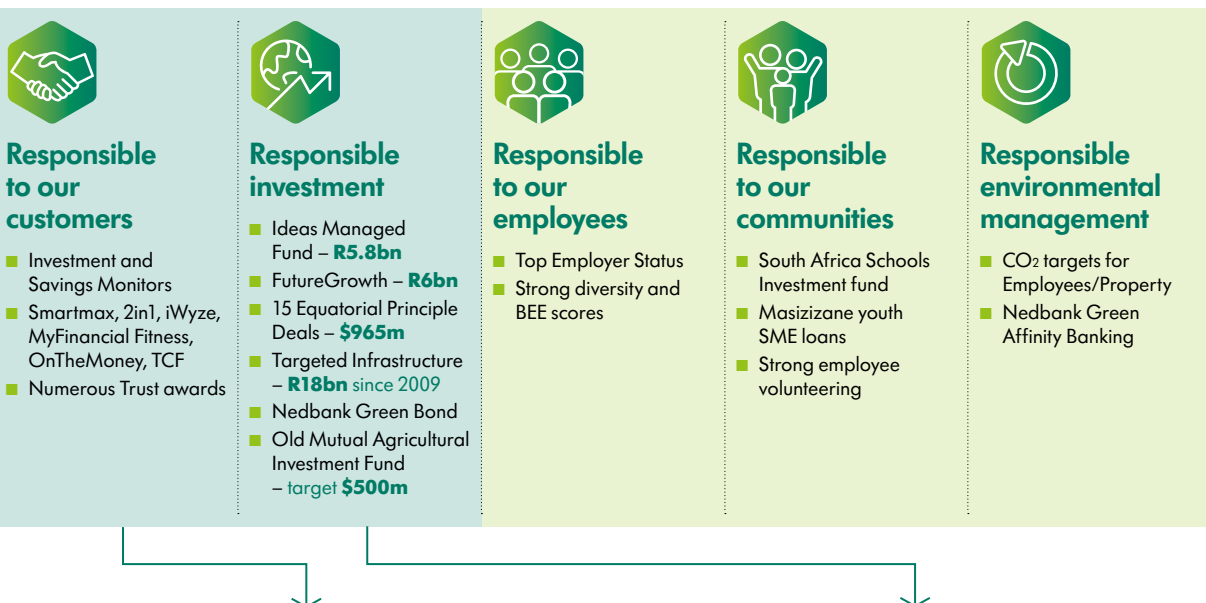 Responsible
to our
customers
■ Investment and
Savings Monitors
■ Smartmax, 2in1, iWyze,
MyFinancial Fitness,
OnTheMoney, TCF
■ Numerous Trust awards
Responsible
investment
■ Ideas Managed
Fund – R5.8bn
■ FutureGrowth – R6bn
■ 15 Equatorial Principle
Deals – $965m
■ Targeted Infrastructure
– R18bn since 2009
■ Nedbank Green Bond
■ Old Mutual Agricultural
Investment Fund
– target $500m
Responsible
to our
employees
■ Top Employer Status
■ Strong diversity and
BEE scores
Responsible
to our
communities
■ South Africa Schools
Investment fund
■ Masizizane youth
SME loans
■ Strong employee
volunteering
Responsible
environmental
management
■ CO₂ targets for
Employees/Property
■ Nedbank Green
Affinity Banking